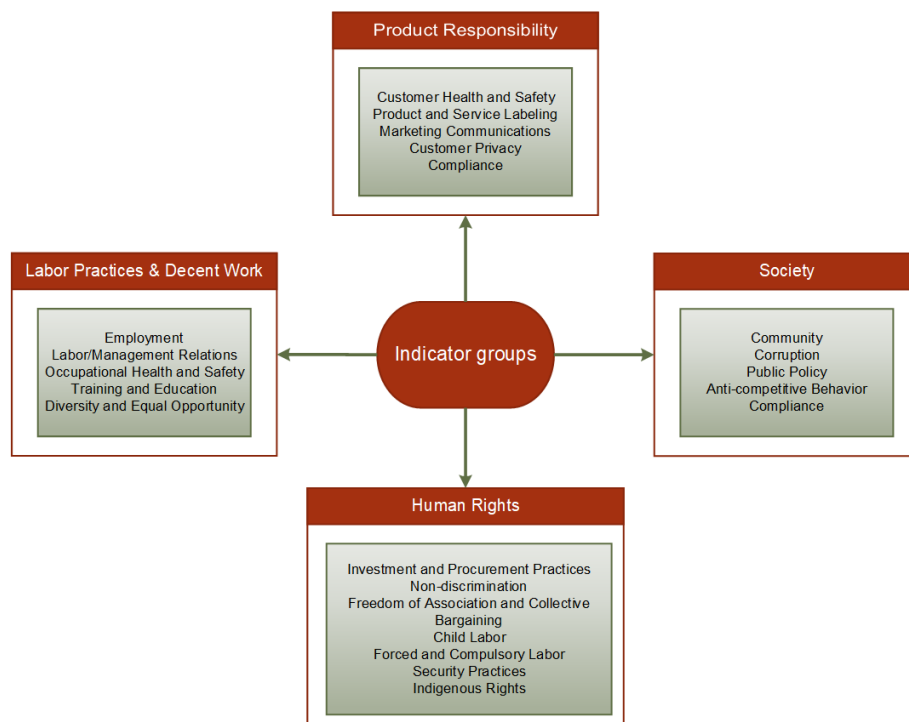 Product Responsibility
Customer Health and Safety
Product and Service Labeling
Marketing Communications
Customer Privacy
Compliance
Labor Practices & Decent Work
Employment
Labor/Management Relations
Occupational Health and Safety
Training and Education
Diversity and Equal Opportunity
Indicator groups
Society
Community
Corruption
Public Policy
Anti-competitive Behavior
Compliance
Human Rights
Investment and Procurement Practices
Non-discrimination
Freedom of Association and Collective
Bargaining
Child Labor
Forced and Compulsory Labor
Security Practices
Indigenous Rights